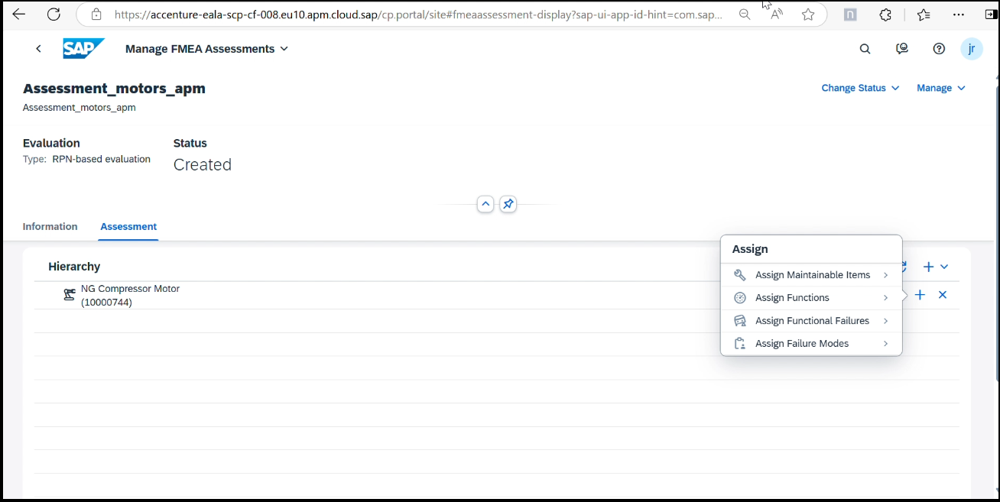 https://accenture-eala-scp-cf-008.eu10.apm.cloud.sap/cp.portal/site#fmeaassessment-display?sap-ui-app-id-hint=com.sap...
A))
n
SAP
Manage FMEA Assessments
jr
Assessment_motors_apm
Change Status
Manage
Assessment_motors_apm
Evaluation
Status
Type: RPN-based evaluation
Created
Information
Assessment
Assign
Hierarchy
Assign Maintainable Items
NG Compressor Motor
(10000744)
Assign Functions
Assign Functional Failures
Assign Failure Modes